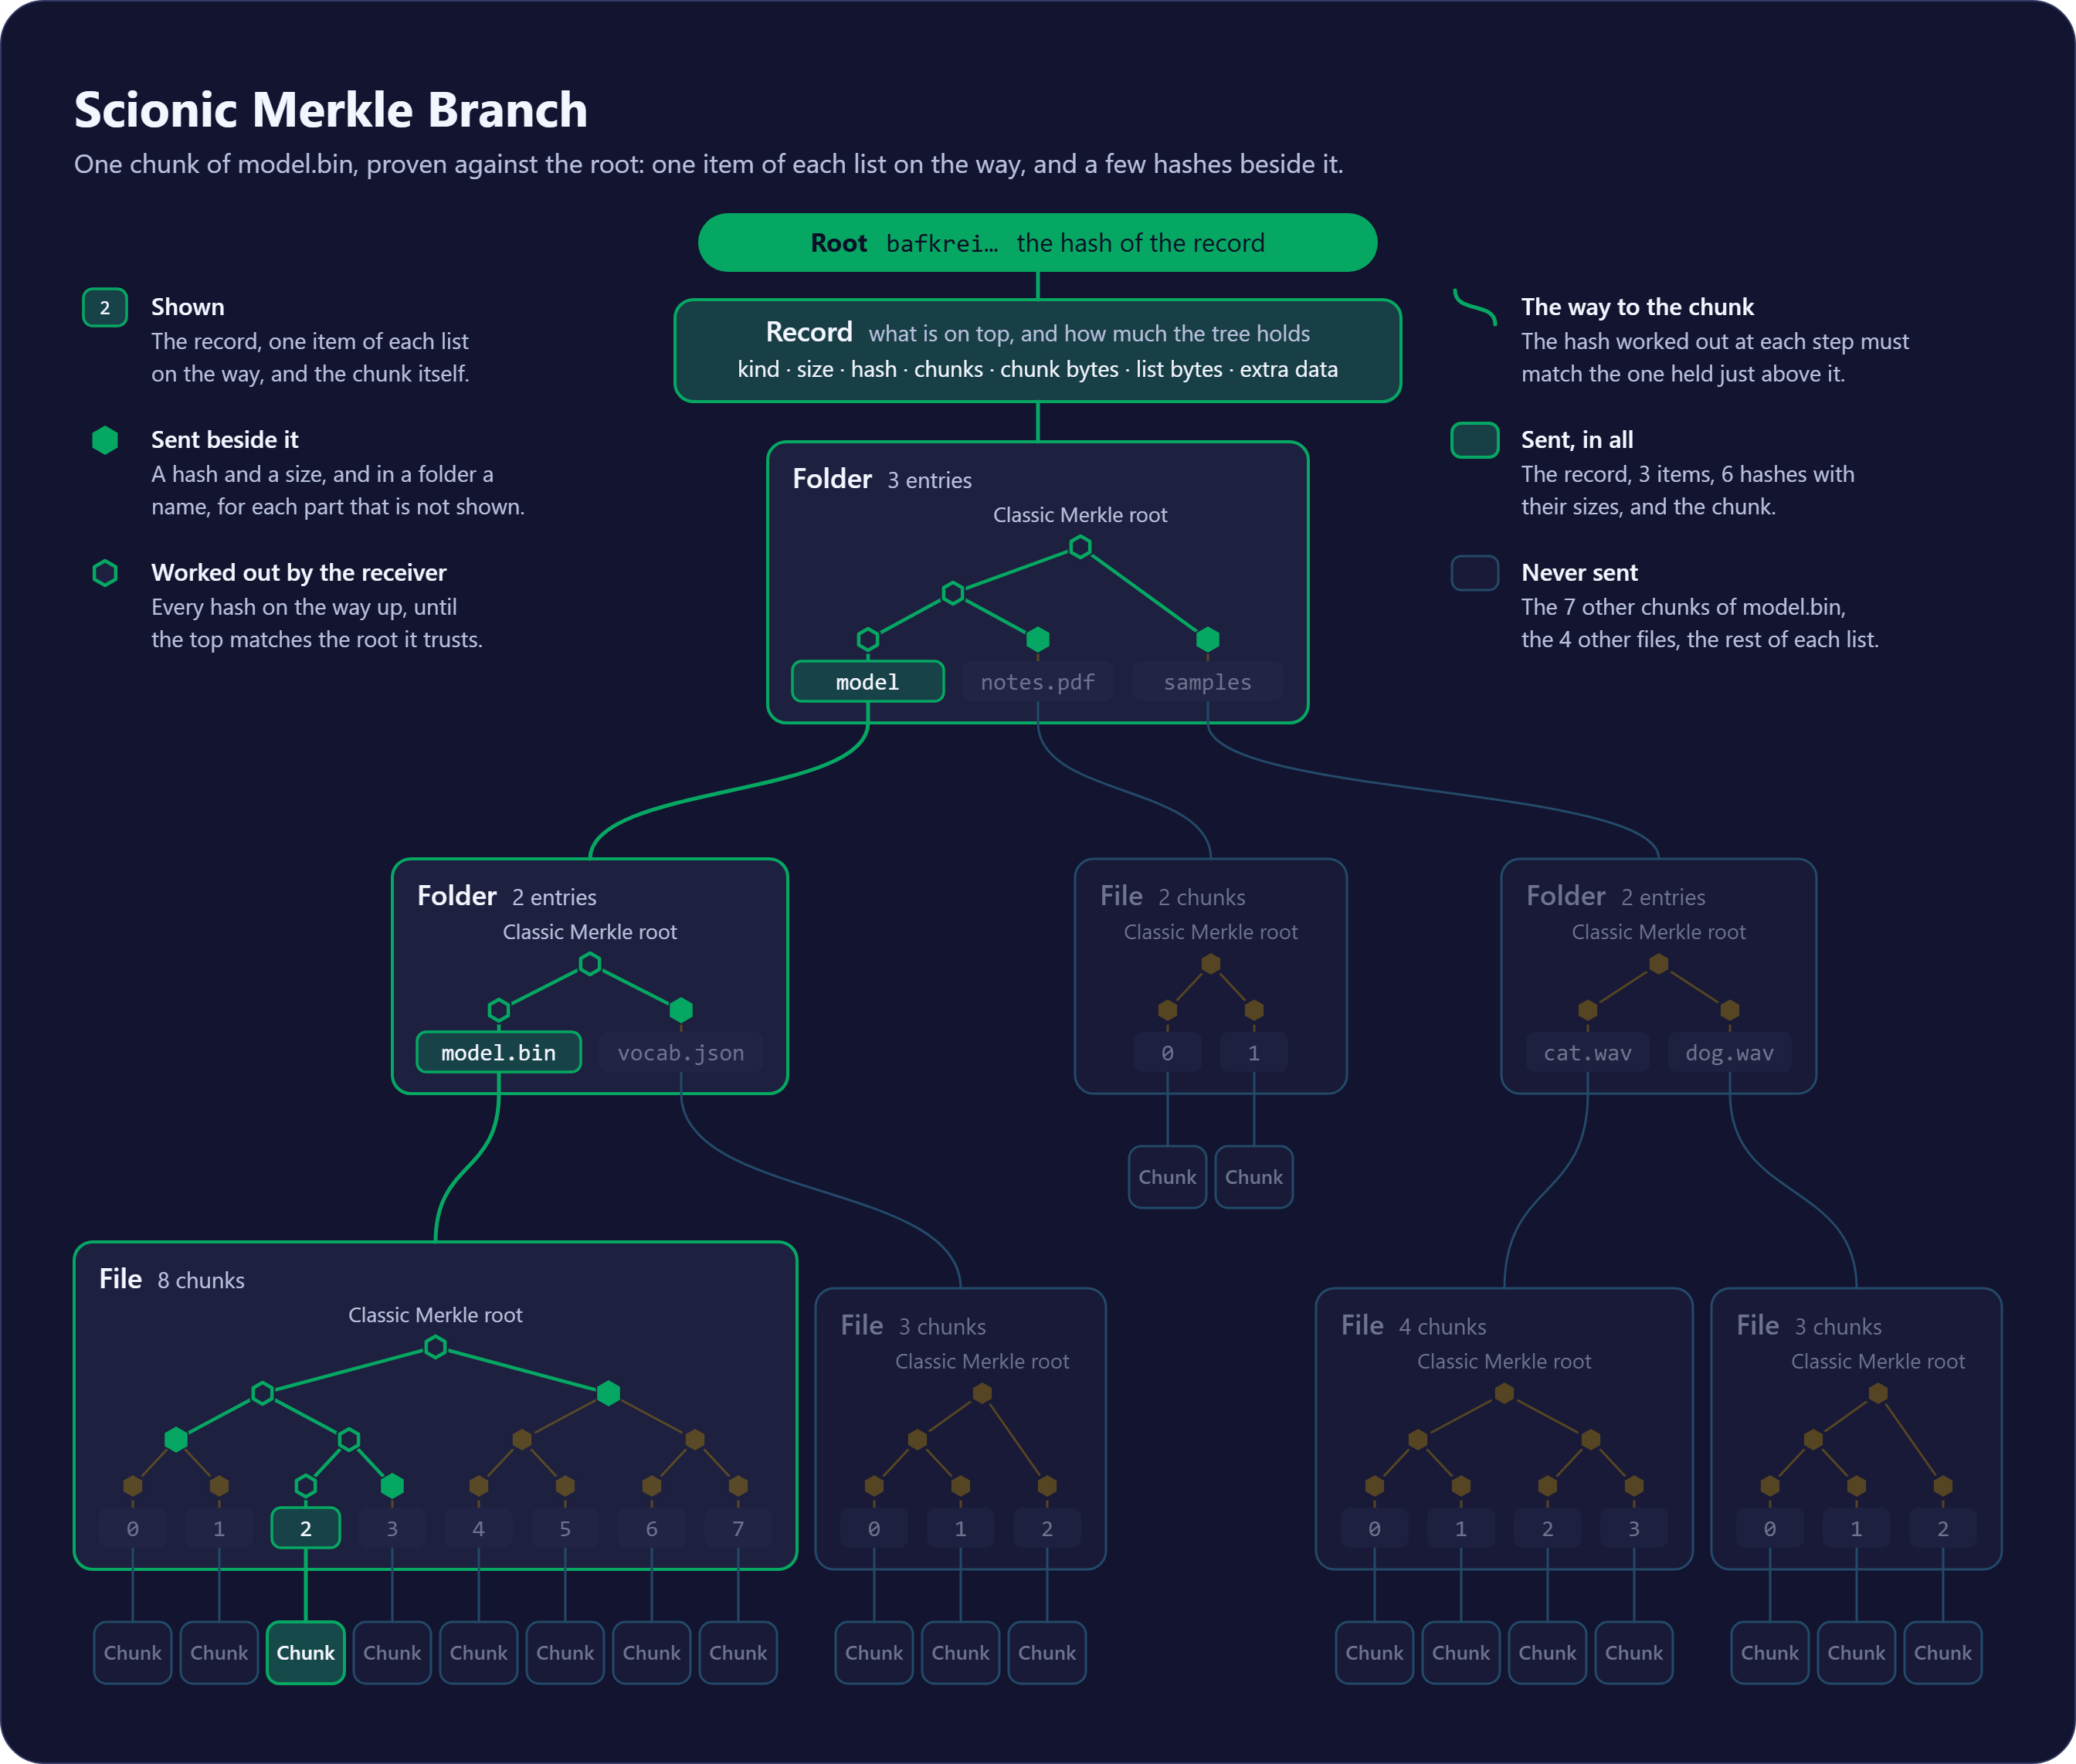 Scionic Merkle Branch
One chunk of model.bin, proven against the root: one item of each list on the way, and a few hashes beside it.
Root bafkrei… the hash of the record
Record what is on top, and how much the tree holds
kind · size · hash · chunks · chunk bytes · list bytes · extra data
2 Shown
The record, one item of each list
on the way, and the chunk itself.
Sent beside it
A hash and a size, and in a folder a
name, for each part that is not shown.
Worked out by the receiver
Every hash on the way up, until
the top matches the root it trusts.
The way to the chunk
The hash worked out at each step must
match the one held just above it.
Sent, in all
The record, 3 items, 6 hashes with
their sizes, and the chunk.
Never sent
The 7 other chunks of model.bin,
the 4 other files, the rest of each list.
Folder 3 entries
Classic Merkle root
model notes.pdf samples
Folder 2 entries
Classic Merkle root
model.bin vocab.json
File 2 chunks
Classic Merkle root
0 1
Chunk Chunk
Folder 2 entries
Classic Merkle root
cat.wav dog.wav
File 8 chunks
Classic Merkle root
0 1 2 3 4 5 6 7
Chunk Chunk Chunk Chunk Chunk Chunk Chunk Chunk
File 3 chunks
Classic Merkle root
0 1 2
Chunk Chunk Chunk
File 4 chunks
Classic Merkle root
0 1 2 3
Chunk Chunk Chunk Chunk
File 3 chunks
Classic Merkle root
0 1 2
Chunk Chunk Chunk